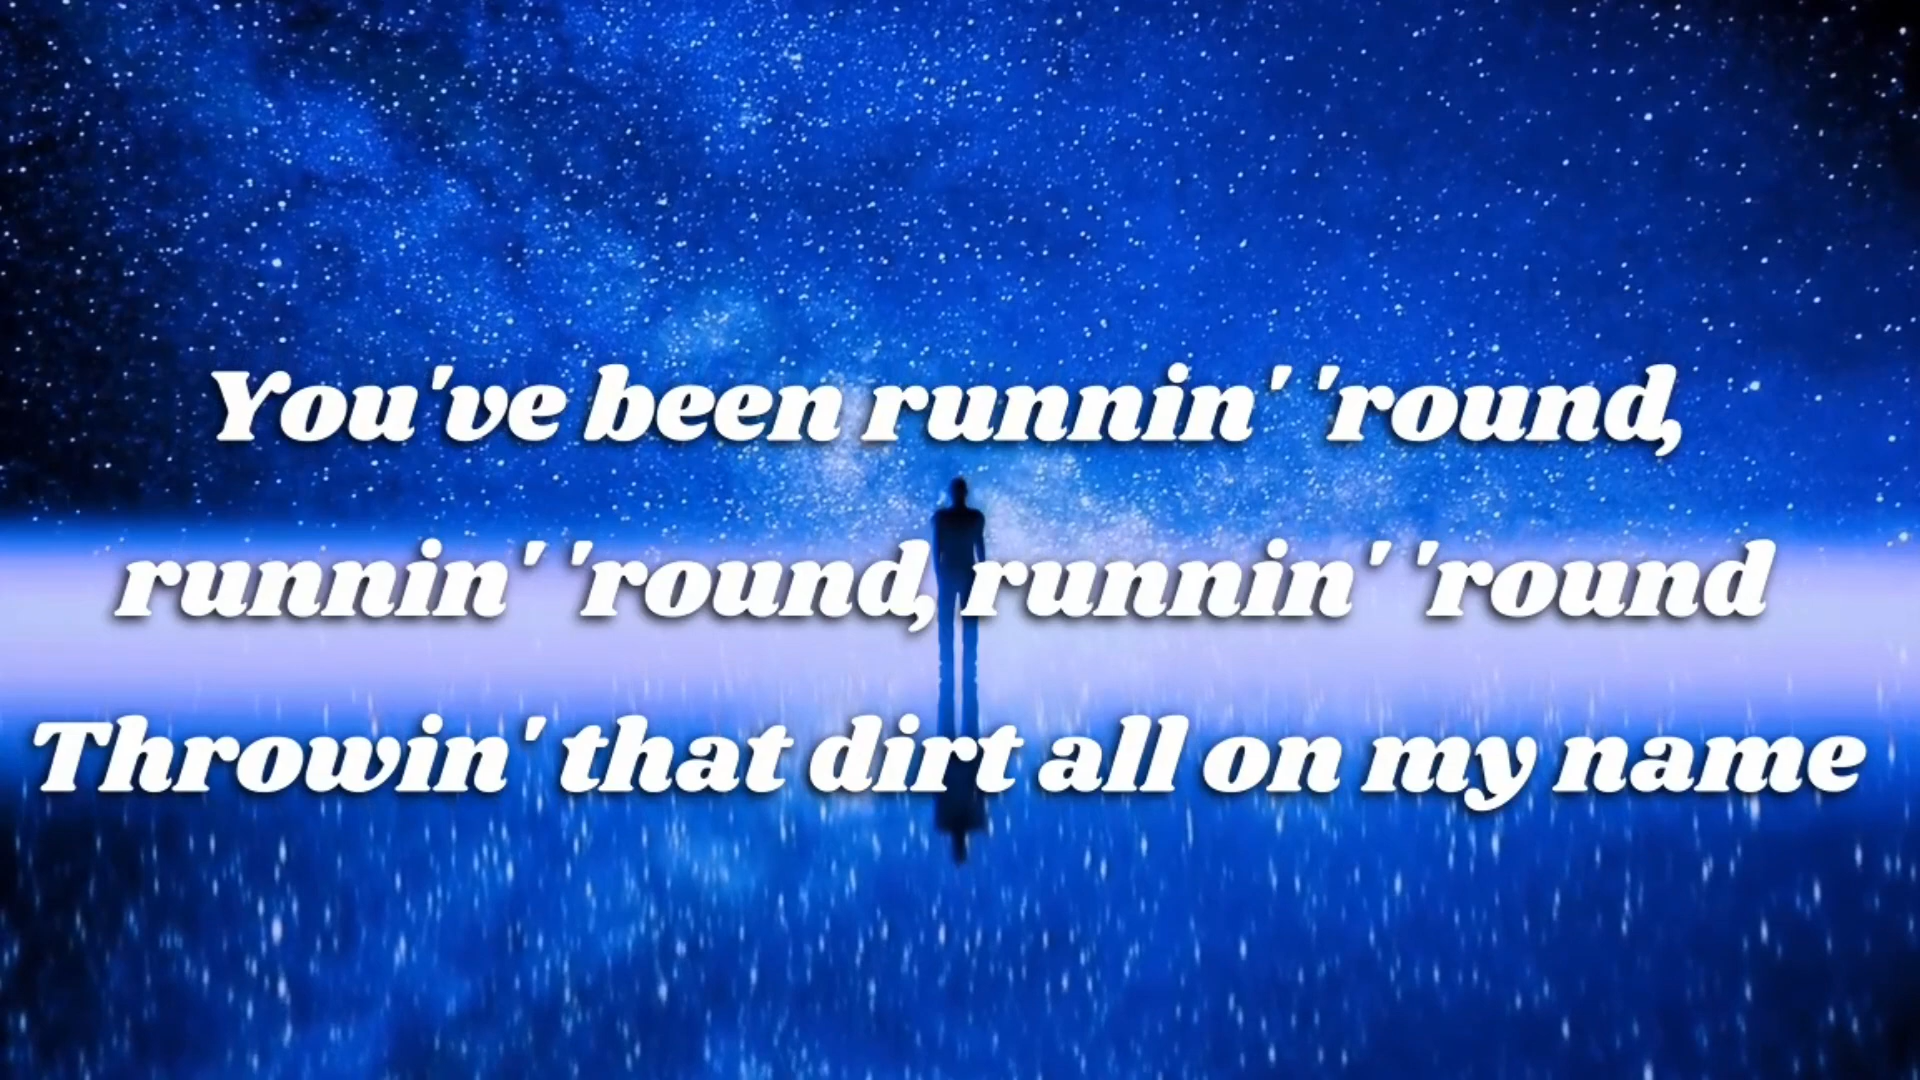 You've been runnin' 'round,
runnin' 'round, runnin' 'round
Throwin' that dirt all on my name